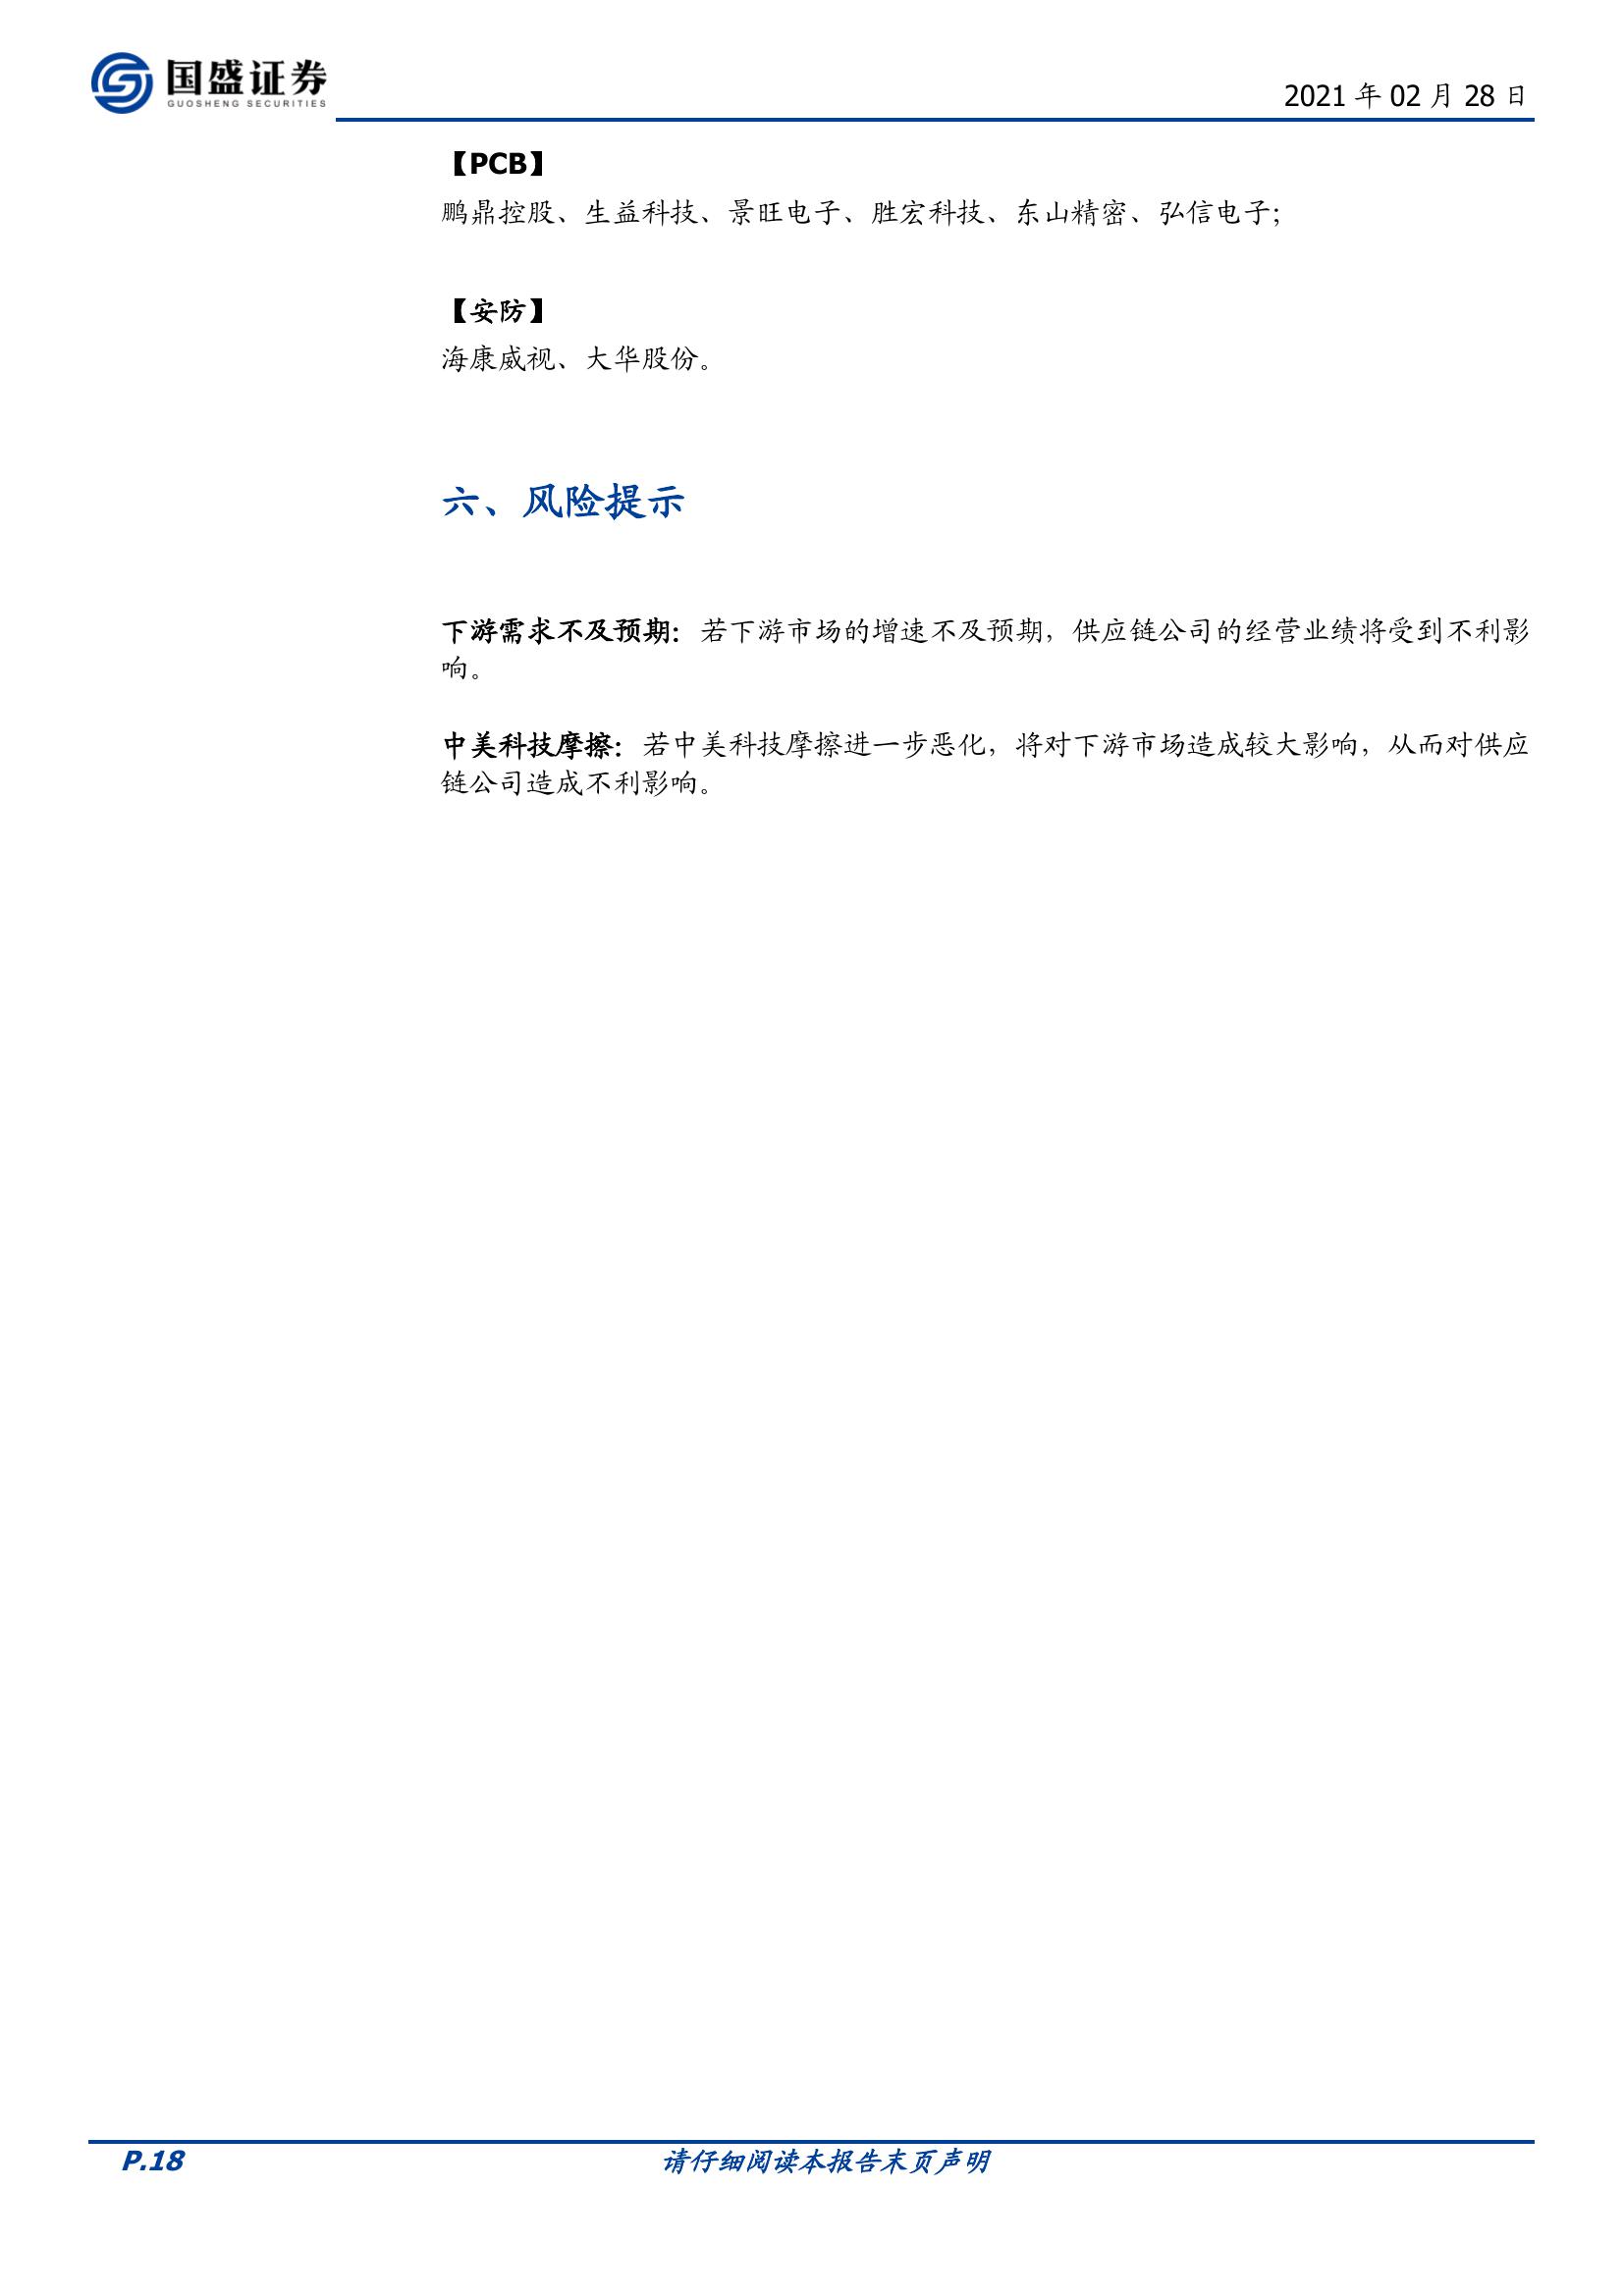 国盛证券
GUOSHENG SECURITIES
2021 年 02 月 28 日
【PCB】
鹏鼎控股、生益科技、景旺电子、胜宏科技、东山精密、弘信电子；
【安防】
海康威视、大华股份。
六、风险提示
下游需求不及预期：若下游市场的增速不及预期，供应链公司的经营业绩将受到不利影
响。
中美科技摩擦：若中美科技摩擦进一步恶化，将对下游市场造成较大影响，从而对供应
链公司造成不利影响。
P.18
请仔细阅读本报告末页声明